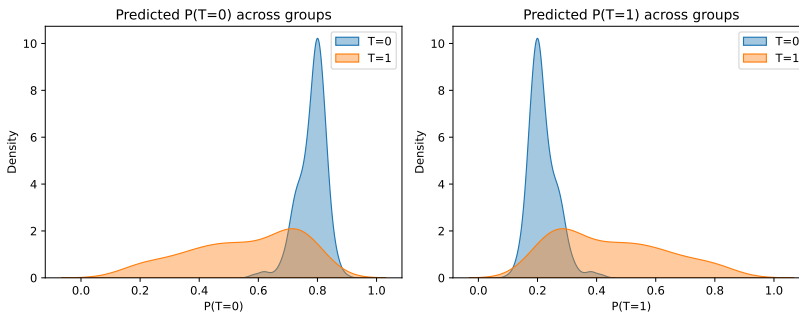 Predicted P(T=0) across groups
Density
10
8
6
4
2
0
0.0 0.2 0.4 0.6 0.8 1.0
P(T=0)
T=0
T=1
Predicted P(T=1) across groups
Density
10
8
6
4
2
0
0.0 0.2 0.4 0.6 0.8 1.0
P(T=1)
T=0
T=1